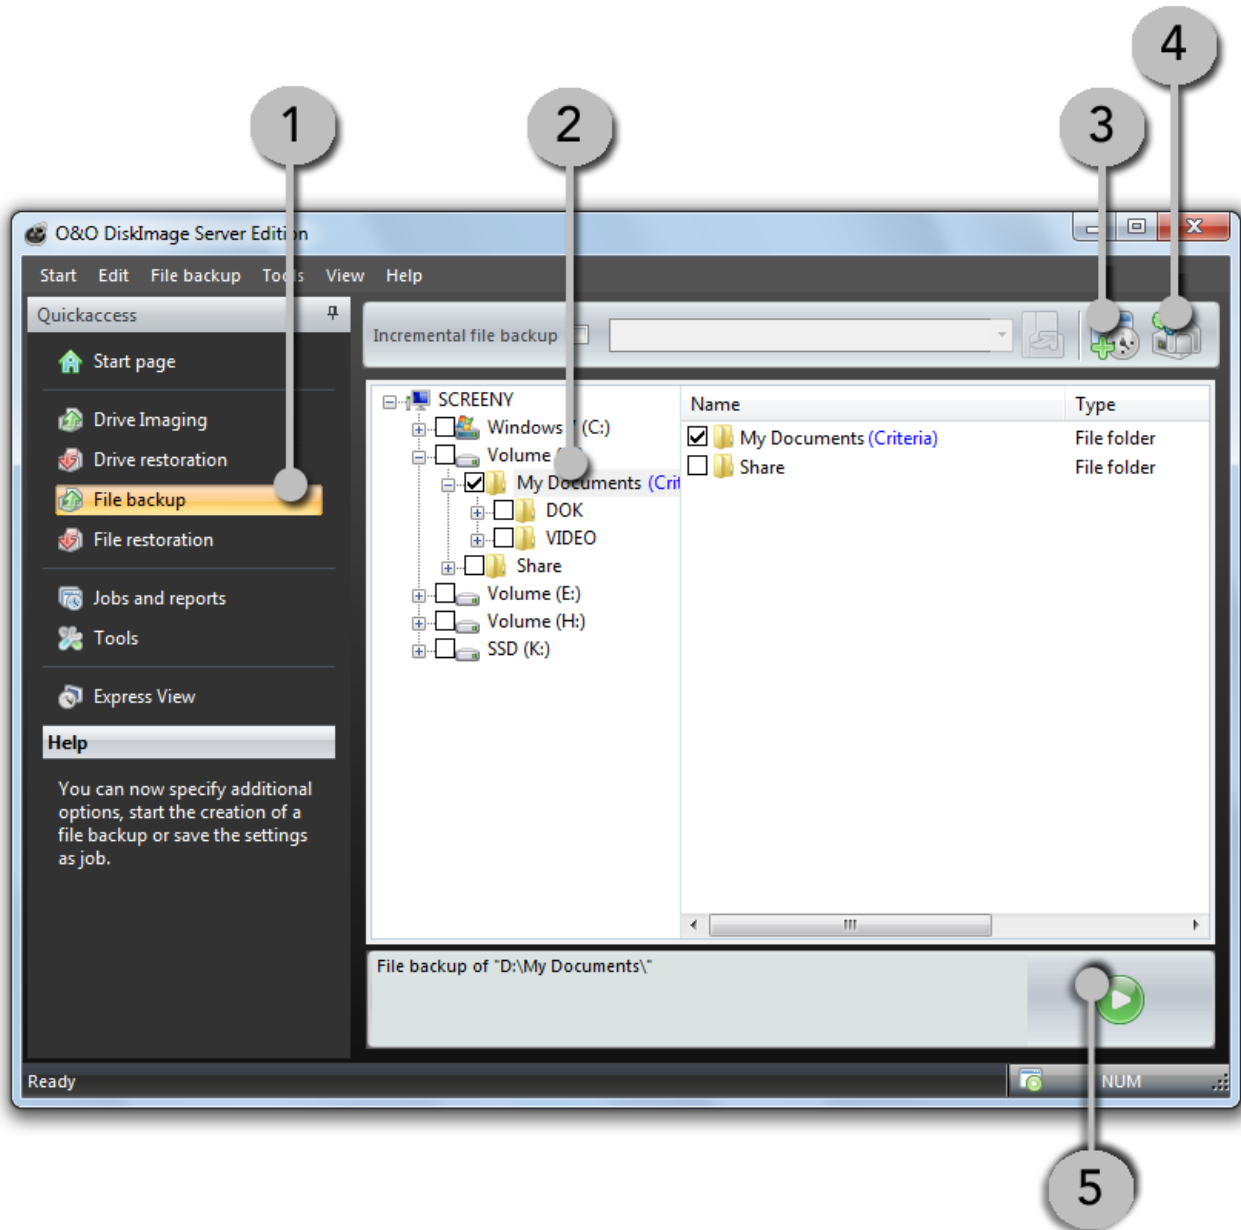 4
1
2
3
O&O DiskImage Server Edition
Start Edit File backup Tools View Help
Quickaccess
Incremental file backup
Start page
Drive Imaging
Drive restoration
File backup
File restoration
Jobs and reports
Tools
Express View
Help
You can now specify additional
options, start the creation of a
file backup or save the settings
as job.
SCREENY
Windows (C:)
Volume
My Documents (Crit
DOK
VIDEO
Share
Volume (E:)
Volume (H:)
SSD (K:)
Name Type
My Documents (Criteria) File folder
Share File folder
File backup of "D:\My Documents\"
Ready NUM
5